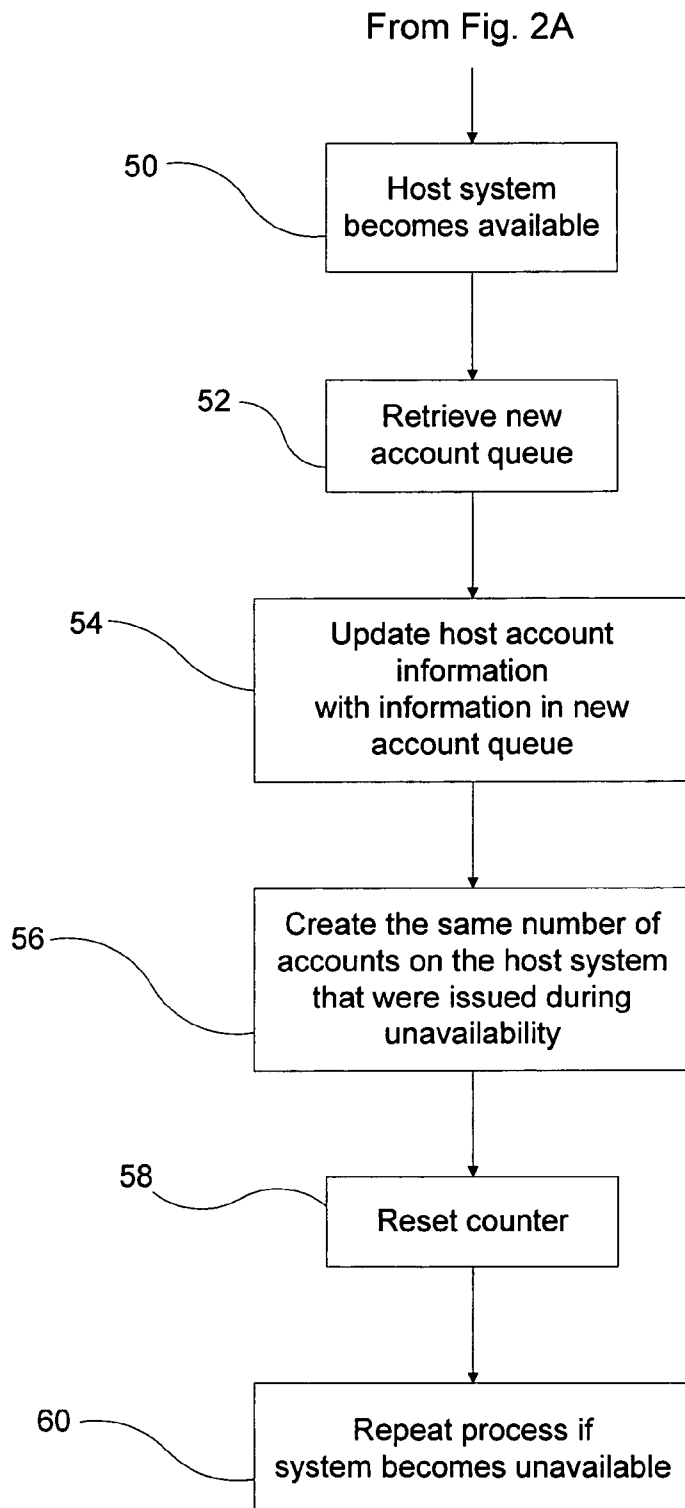 From Fig. 2A
50
Host system
becomes available
52
Retrieve new
account queue
54
Update host account
information
with information in new
account queue
56
Create the same number of
accounts on the host system
that were issued during
unavailability
58
Reset counter
60
Repeat process if
system becomes unavailable